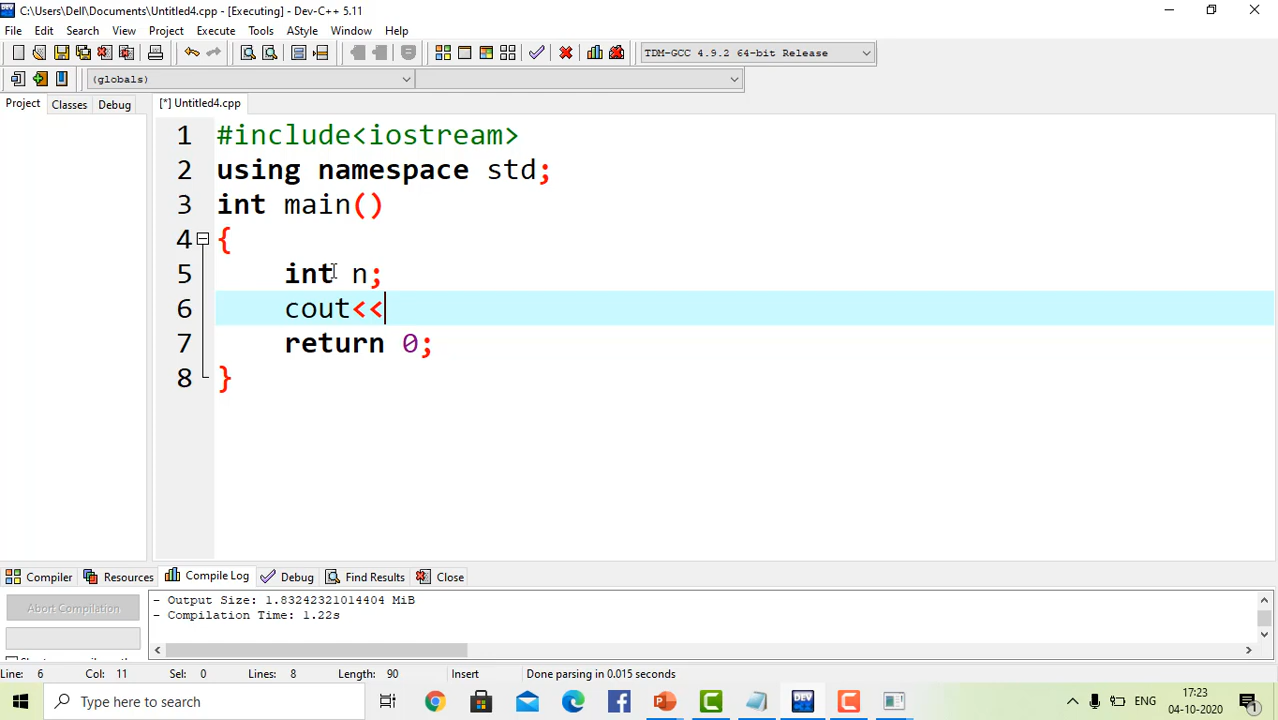 C:\Users\Dell\Documents\Untitled4.cpp - [Executing] - Dev-C++ 5.11
File Edit Search View Project Execute Tools AStyle Window Help
TDM-GCC 4.9.2 64-bit Release
(globals)
Project Classes Debug [*] Untitled4.cpp
1 #include<iostream>
2 using namespace std;
3 int main()
4 {
5 int n;
6 cout<<
7 return 0;
8 }
Compiler Resources Compile Log Debug Find Results Close
Abort Compilation
- Output Size: 1.83242321014404 MiB
- Compilation Time: 1.22s
Line: 6 Col: 11 Sel: 0 Lines: 8 Length: 90 Insert Done parsing in 0.015 seconds
Type here to search
ENG 17:23
04-10-2020
1